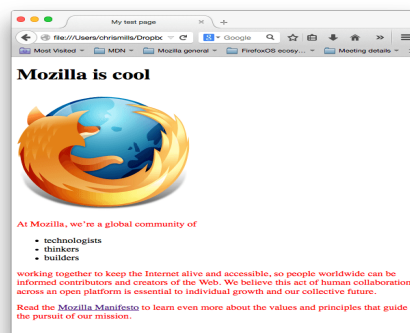 My test page
file:///Users/chrismills/Dropbc
Google
Most Visited
MDN
Mozilla general
FirefoxOS ecosy...
Meeting details
Mozilla is cool
At Mozilla, we're a global community of
technologists
thinkers
builders
working together to keep the Internet alive and accessible, so people worldwide can be
informed contributors and creators of the Web. We believe this act of human collaboration
across an open platform is essential to individual growth and our collective future.
Read the Mozilla Manifesto to learn even more about the values and principles that guide
the pursuit of our mission.